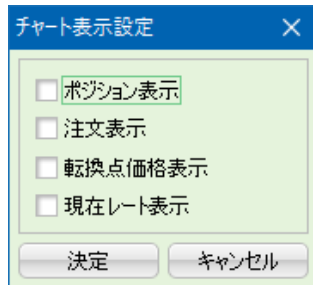 チャート表示設定
ポジション表示
注文表示
転換点価格表示
現在レート表示
決定 キャンセル